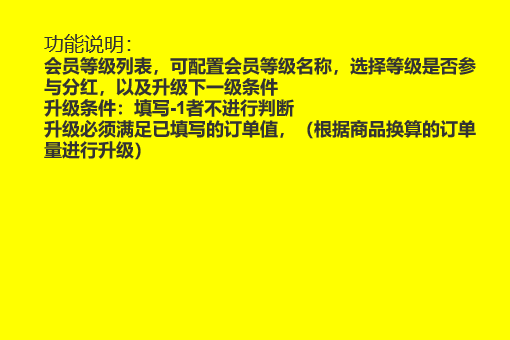 功能说明：
会员等级列表，可配置会员等级名称，选择等级是否参
与分红，以及升级下一级条件
升级条件：填写-1者不进行判断
升级必须满足已填写的订单值，（根据商品换算的订单
量进行升级）